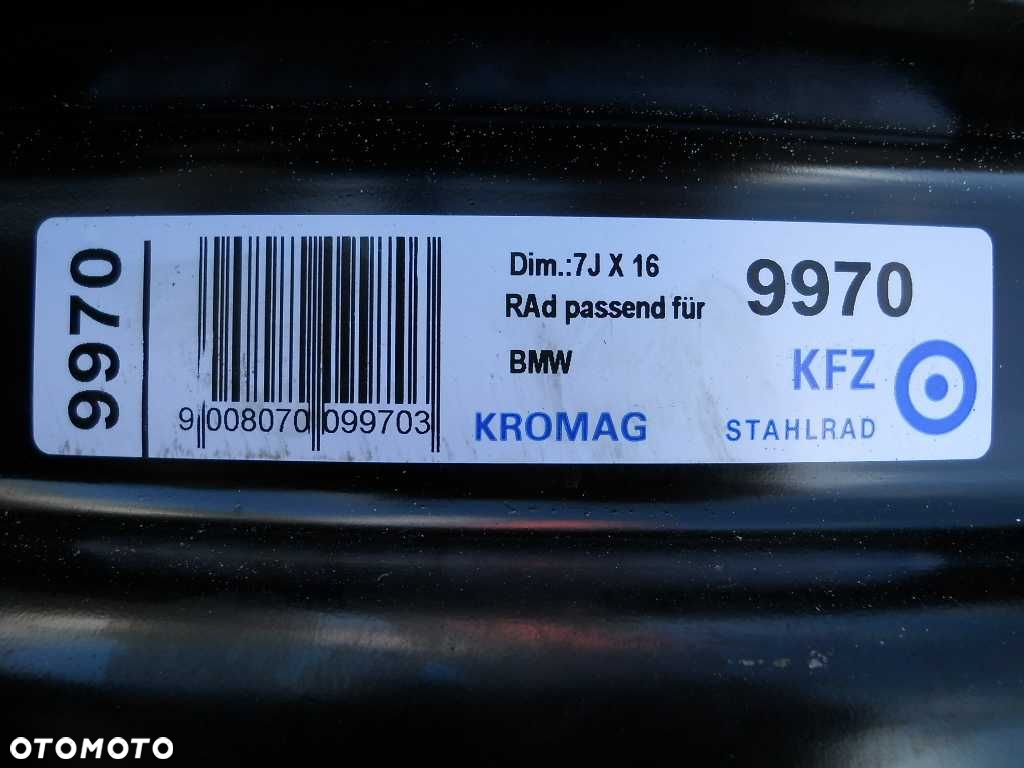 9970
9 008070 099703
Dim.:7J X 16
RAd passend für
BMW
KROMAG
9970
KFZ
STAHLRAD
OTOMOTO